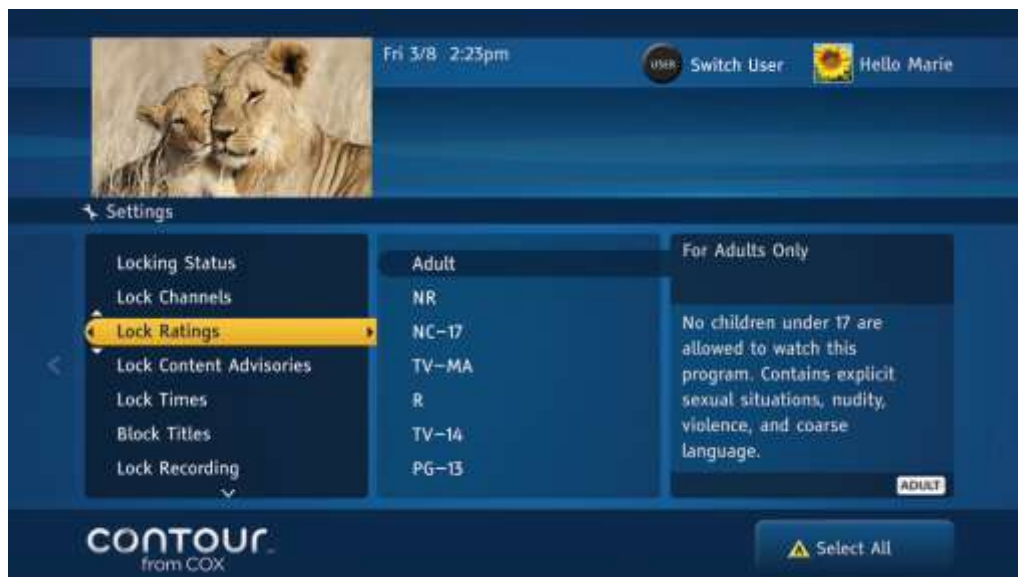 Fri 3/8 2:23pm
USER Switch User
Hello Marie
Settings
Locking Status
Lock Channels
Lock Ratings
Lock Content Advisories
Lock Times
Block Titles
Lock Recording
Adult
NR
NC-17
TV-MA
R
TV-14
PG-13
For Adults Only
No children under 17 are
allowed to watch this
program. Contains explicit
sexual situations, nudity,
violence, and coarse
language.
ADULT
contour
from COX
A Select All